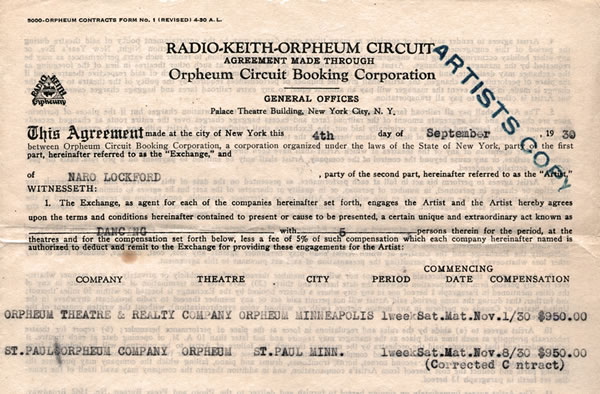 5000-ORPHEUM CONTRACTS FORM NO. 1 (REVISED) 4-30 A.L.
RADIO-KEITH-ORPHEUM CIRCUIT
AGREEMENT MADE THROUGH
Orpheum Circuit Booking Corporation
GENERAL OFFICES
Palace Theatre Building, New York City, N. Y.
RADIO KEITH
Orpheum
ARTISTS COPY
This Agreement made at the city of New York this 4th day of September, 1930
between Orpheum Circuit Booking Corporation, a corporation organized under the laws of the State of New York, party of the first
part, hereinafter referred to as the "Exchange," and
of NARO LOCKFORD , party of the second part, hereinafter referred to as the "Artist,"
WITNESSETH:
1. The Exchange, as agent for each of the companies hereinafter set forth, engages the Artist and the Artist hereby agrees
upon the terms and conditions hereinafter contained to present or cause to be presented, a certain unique and extraordinary act known as
DANCING with 5 persons therein for the period, at the
theatres and for the compensation set forth below, less a fee of 5% of such compensation which each company hereinafter named is
authorized to deduct and remit to the Exchange for providing these engagements for the Artist:
COMPANY THEATRE CITY PERIOD COMMENCING DATE COMPENSATION
ORPHEUM THEATRE & REALTY COMPANY ORPHEUM MINNEAPOLIS 1week Sat.Mat.Nov.1/30 $950.00
ST.PAUL ORPHEUM COMPANY ORPHEUM ST.PAUL MINN. 1week Sat.Mat.Nov.8/30 $950.00
(Corrected Contract)